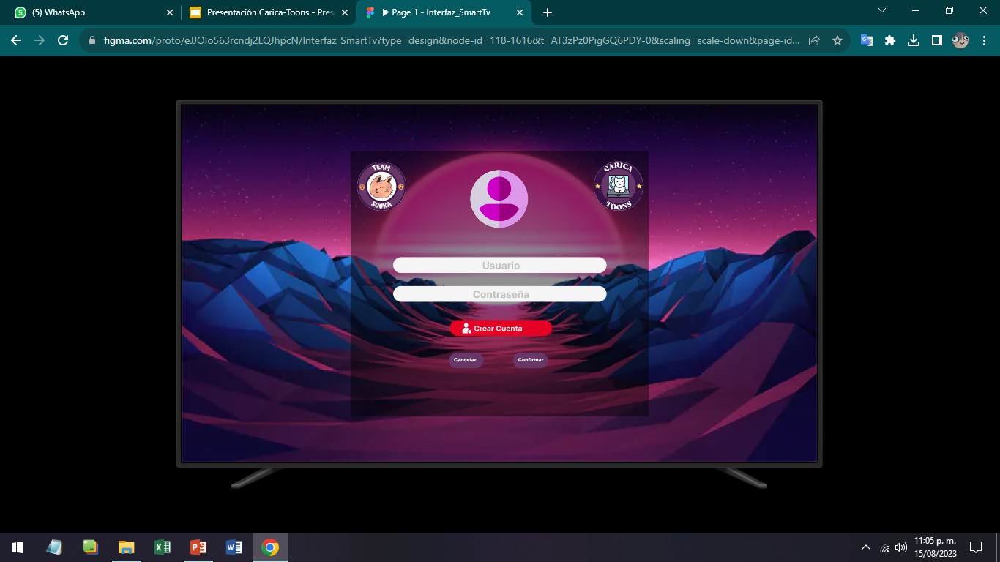 (5) WhatsApp
Presentación Carica-Toons - Pres
Page 1 - Interfaz_SmartTv
figma.com/proto/eJJOIo563rcndj2LQJhpcN/Interfaz_SmartTv?type=design&node-id=118-1616&t=AT3zPz0PigGQ6PDY-0&scaling=scale-down&page-id...
TEAM
SOUKA
CARICA
TOONS
Usuario
Contraseña
Crear Cuenta
Cancelar
Confirmar
11:05 p. m.
15/08/2023